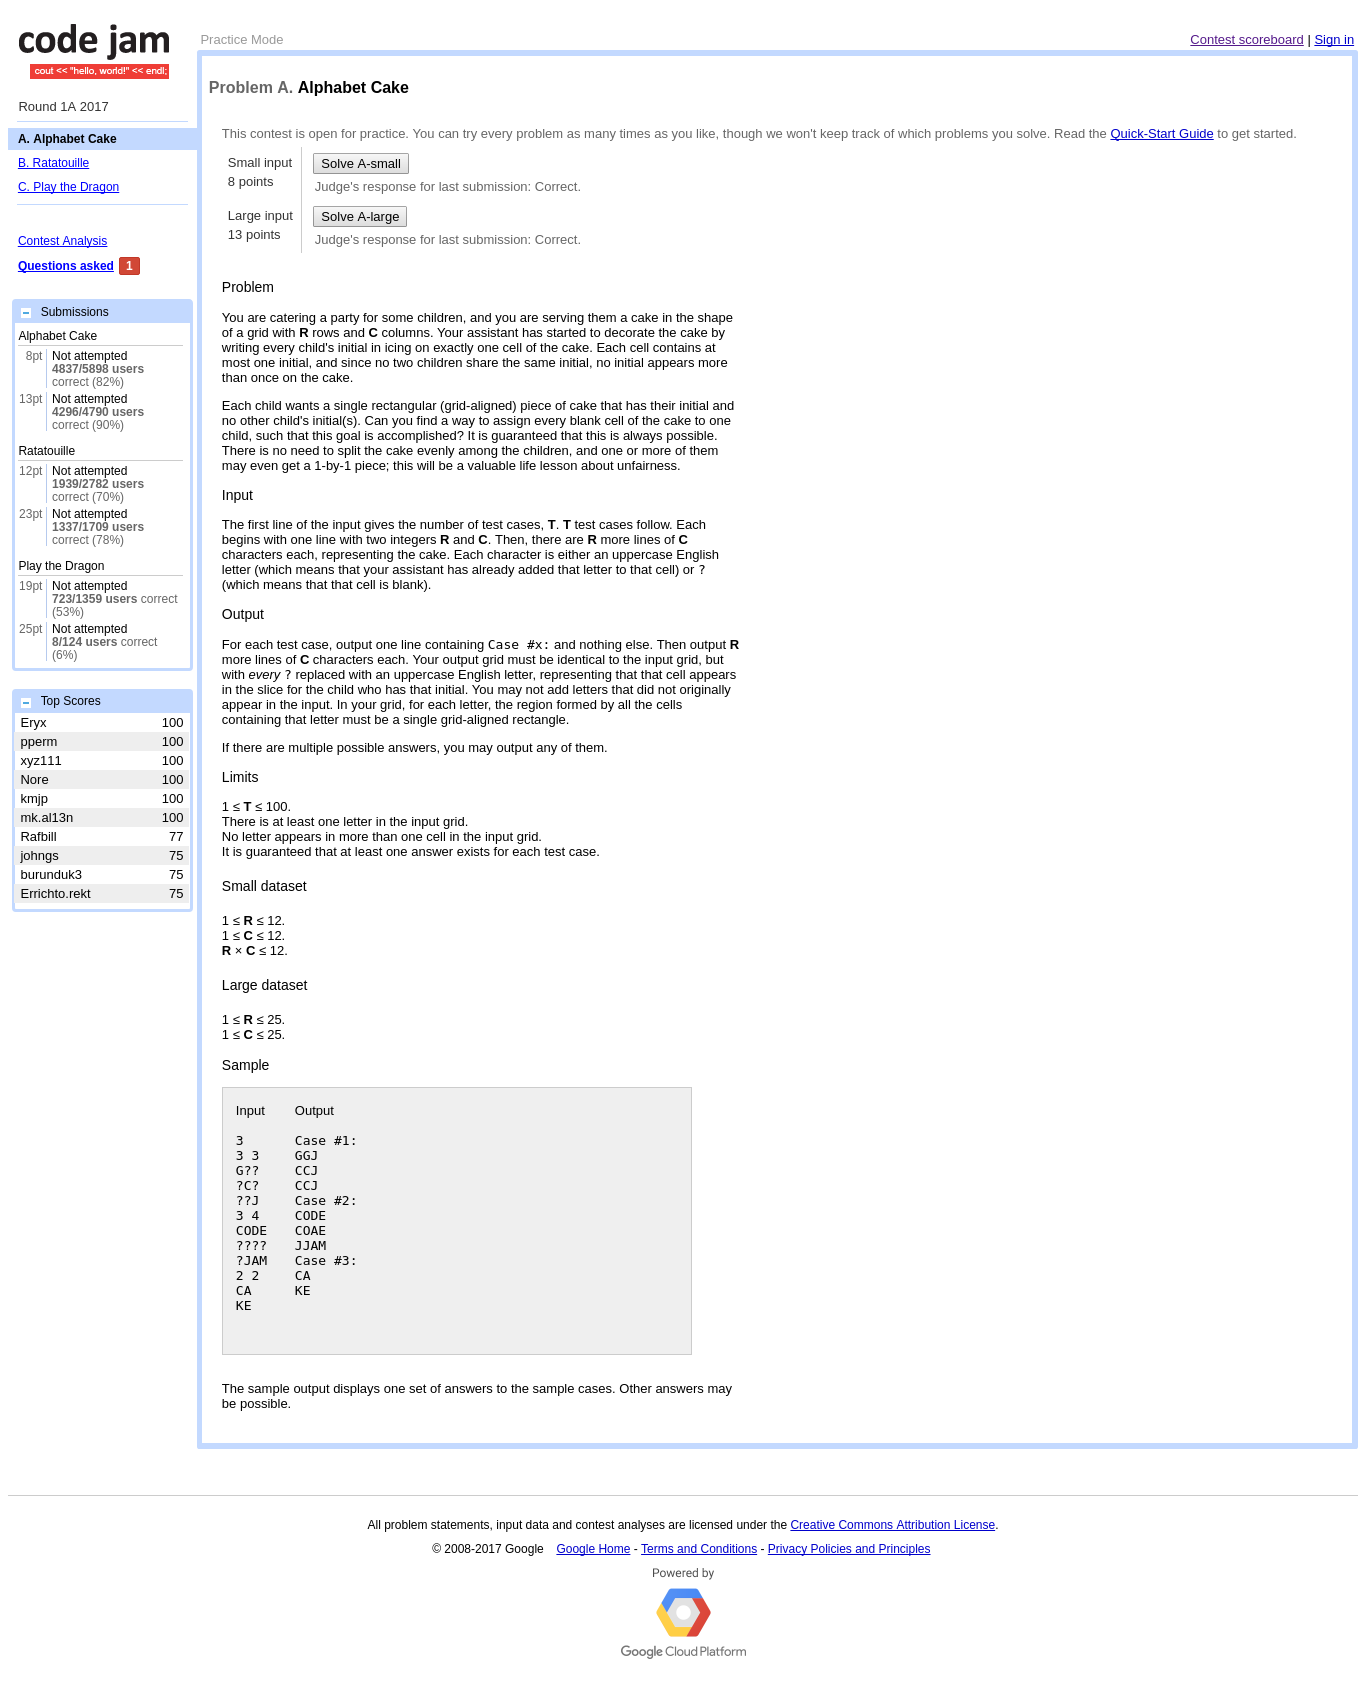 code jam
cout << "hello, world!" << endl;
Round 1A 2017
A. Alphabet Cake
B. Ratatouille
C. Play the Dragon
Contest Analysis
Questions asked 1
Submissions
Alphabet Cake
8pt Not attempted
4837/5898 users
correct (82%)
13pt Not attempted
4296/4790 users
correct (90%)
Ratatouille
12pt Not attempted
1939/2782 users
correct (70%)
23pt Not attempted
1337/1709 users
correct (78%)
Play the Dragon
19pt Not attempted
723/1359 users correct
(53%)
25pt Not attempted
8/124 users correct
(6%)
Top Scores
Eryx 100
pperm 100
xyz111 100
Nore 100
kmjp 100
mk.al13n 100
Rafbill 77
johngs 75
burunduk3 75
Errichto.rekt 75
Practice Mode
Contest scoreboard | Sign in
Problem A. Alphabet Cake
This contest is open for practice. You can try every problem as many times as you like, though we won't keep track of which problems you solve. Read the Quick-Start Guide to get started.
Small input
8 points
Solve A-small
Judge's response for last submission: Correct.
Large input
13 points
Solve A-large
Judge's response for last submission: Correct.
Problem
You are catering a party for some children, and you are serving them a cake in the shape
of a grid with R rows and C columns. Your assistant has started to decorate the cake by
writing every child's initial in icing on exactly one cell of the cake. Each cell contains at
most one initial, and since no two children share the same initial, no initial appears more
than once on the cake.
Each child wants a single rectangular (grid-aligned) piece of cake that has their initial and
no other child's initial(s). Can you find a way to assign every blank cell of the cake to one
child, such that this goal is accomplished? It is guaranteed that this is always possible.
There is no need to split the cake evenly among the children, and one or more of them
may even get a 1-by-1 piece; this will be a valuable life lesson about unfairness.
Input
The first line of the input gives the number of test cases, T. T test cases follow. Each
begins with one line with two integers R and C. Then, there are R more lines of C
characters each, representing the cake. Each character is either an uppercase English
letter (which means that your assistant has already added that letter to that cell) or ?
(which means that that cell is blank).
Output
For each test case, output one line containing Case #x: and nothing else. Then output R
more lines of C characters each. Your output grid must be identical to the input grid, but
with every ? replaced with an uppercase English letter, representing that that cell appears
in the slice for the child who has that initial. You may not add letters that did not originally
appear in the input. In your grid, for each letter, the region formed by all the cells
containing that letter must be a single grid-aligned rectangle.
If there are multiple possible answers, you may output any of them.
Limits
1 ≤ T ≤ 100.
There is at least one letter in the input grid.
No letter appears in more than one cell in the input grid.
It is guaranteed that at least one answer exists for each test case.
Small dataset
1 ≤ R ≤ 12.
1 ≤ C ≤ 12.
R × C ≤ 12.
Large dataset
1 ≤ R ≤ 25.
1 ≤ C ≤ 25.
Sample
Input Output
3 Case #1:
3 3 GGJ
G?? CCJ
?C? CCJ
??J Case #2:
3 4 CODE
CODE COAE
???? JJAM
?JAM Case #3:
2 2 CA
CA KE
KE
The sample output displays one set of answers to the sample cases. Other answers may
be possible.
All problem statements, input data and contest analyses are licensed under the Creative Commons Attribution License.
© 2008-2017 Google Google Home - Terms and Conditions - Privacy Policies and Principles
Powered by
Google Cloud Platform